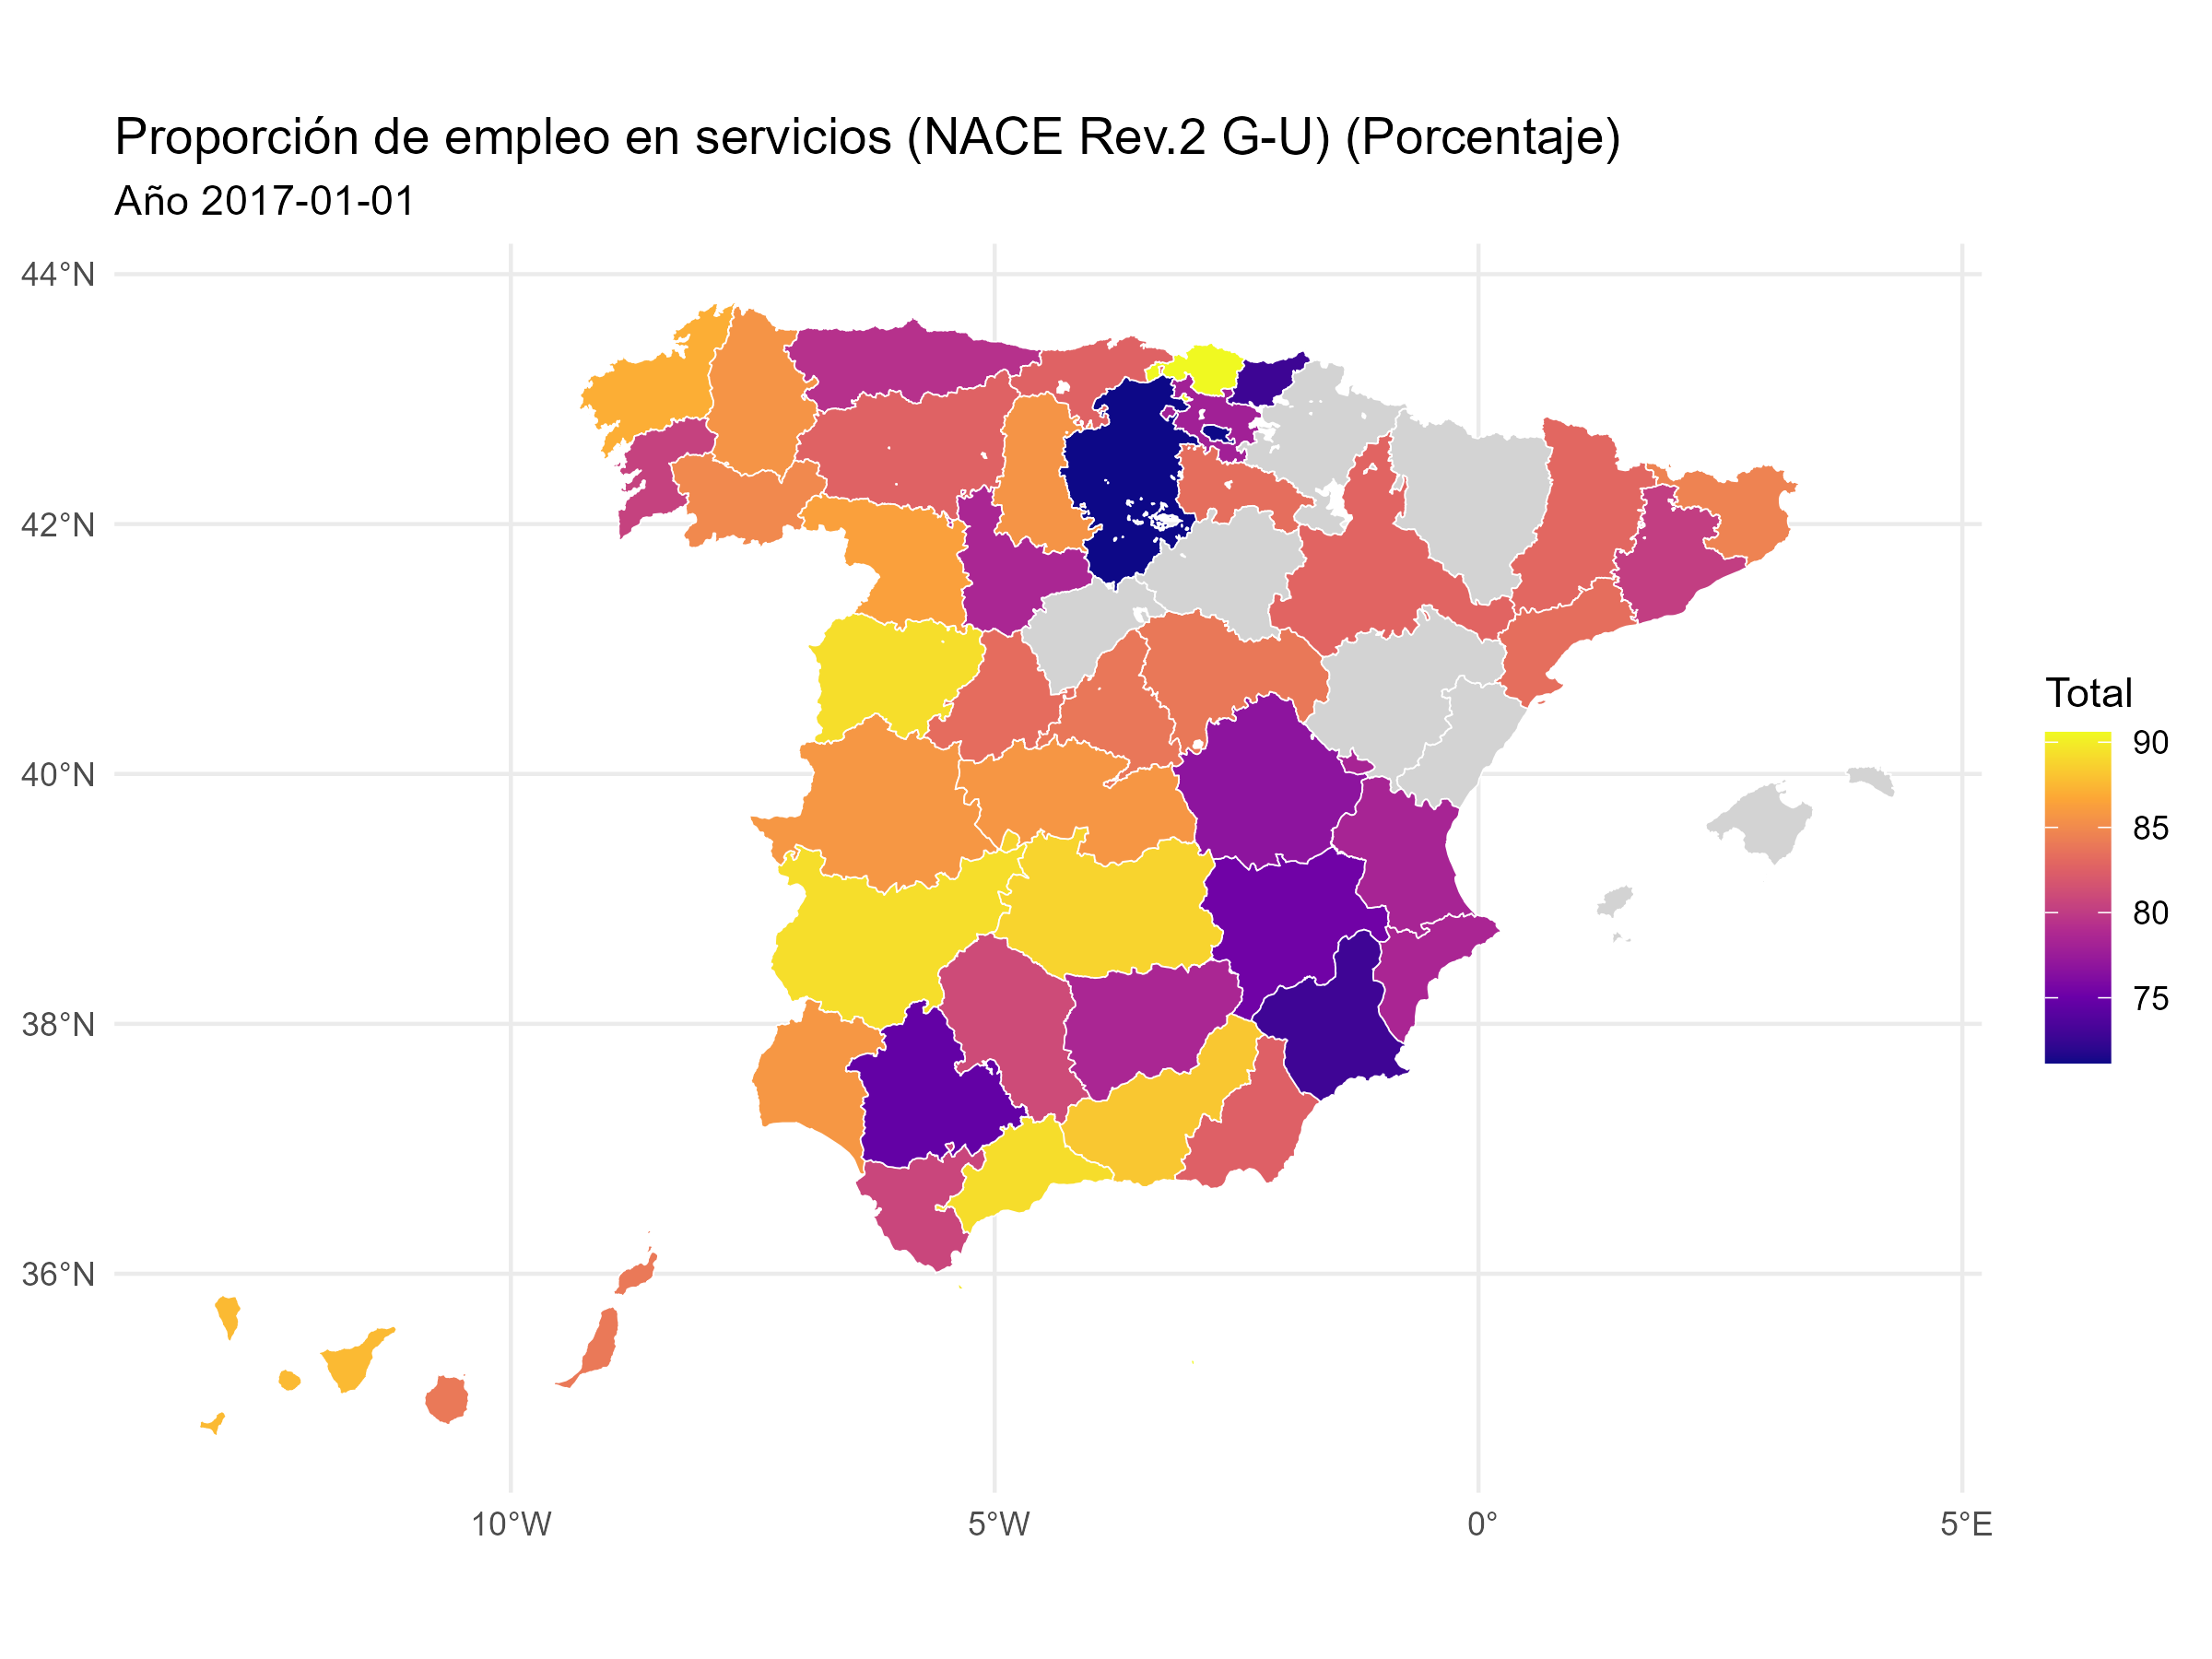 Proporción de empleo en servicios (NACE Rev.2 G-U) (Porcentaje)
Año 2017-01-01
44°N
42°N
40°N
38°N
36°N
10°W
5°W
0°
5°E
Total
90
85
80
75